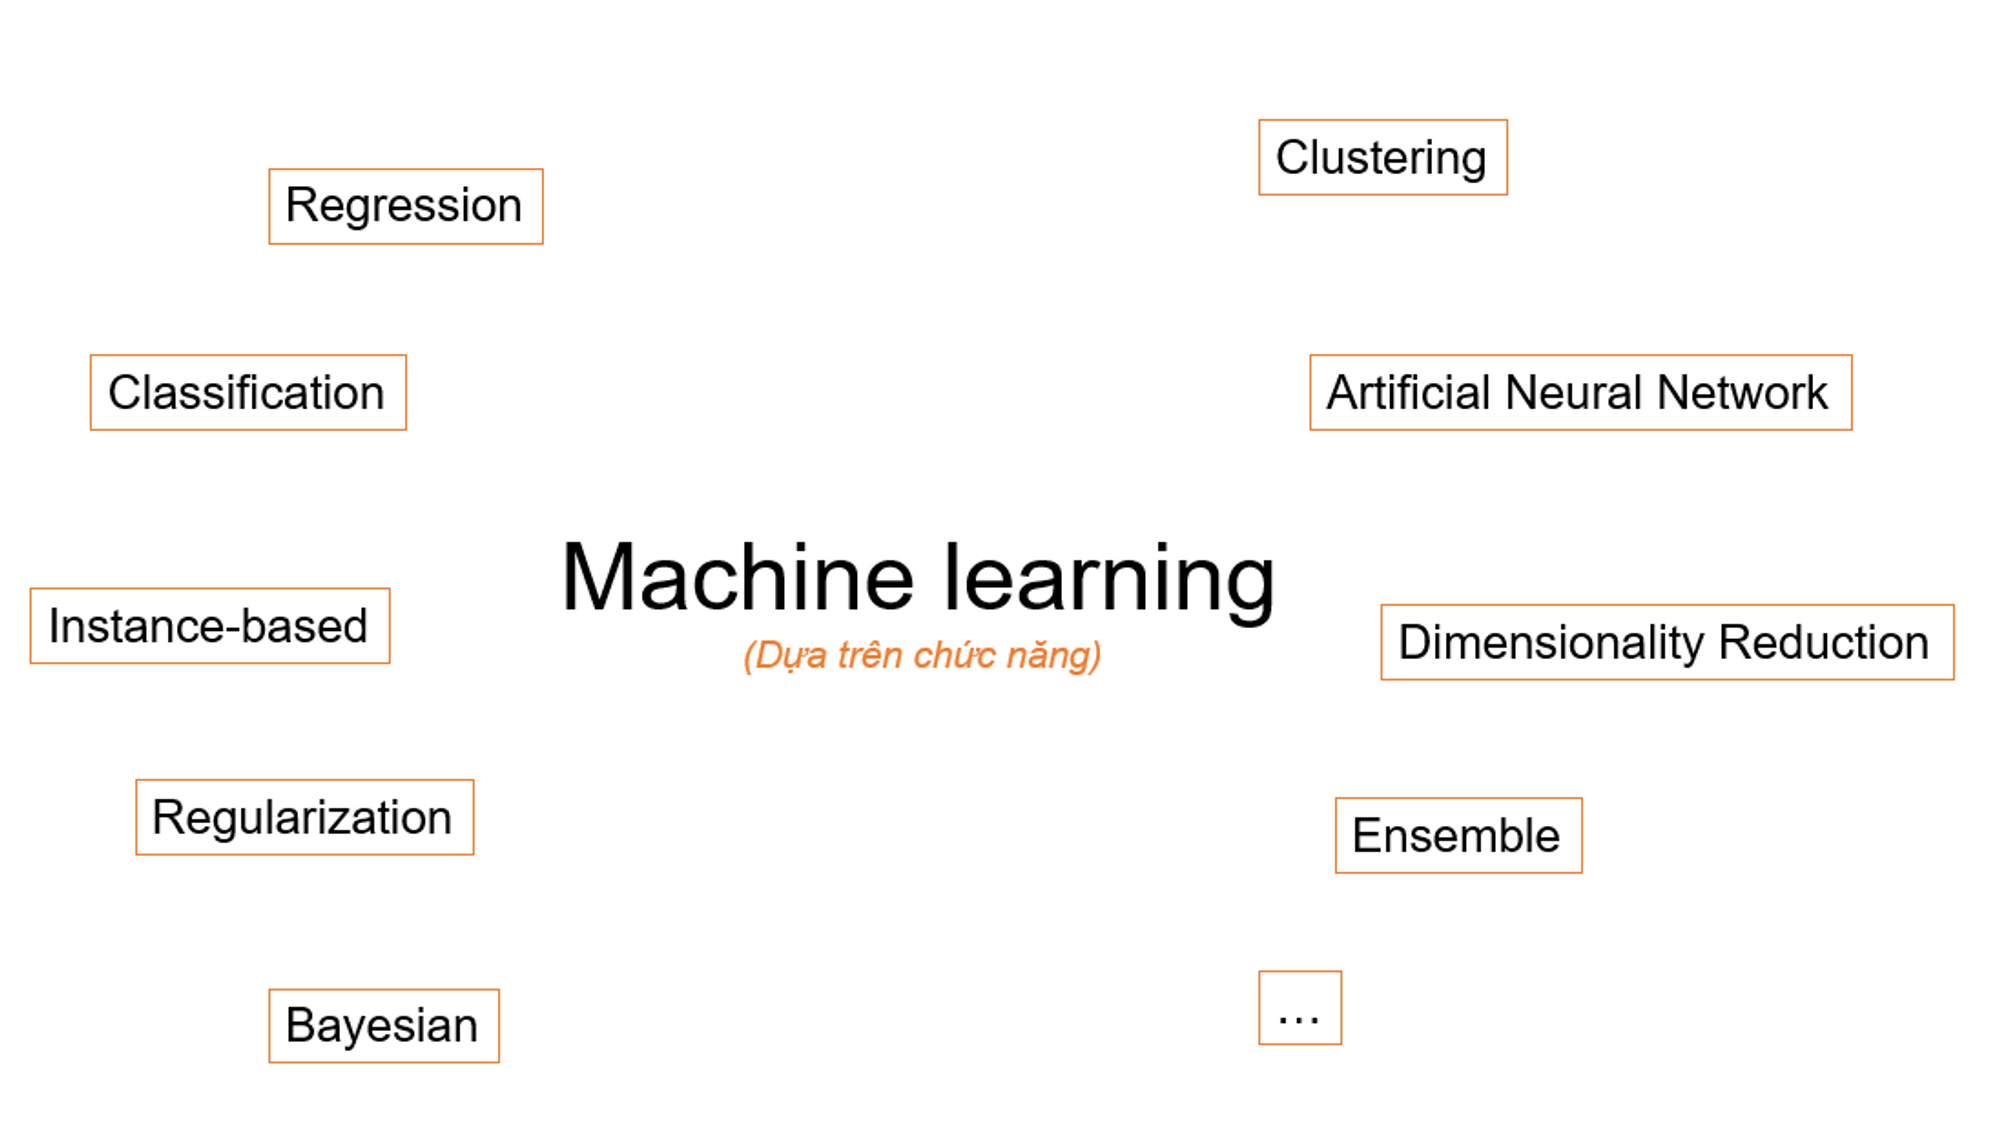 Clustering
Regression
Classification
Artificial Neural Network
Machine learning
(Dựa trên chức năng)
Instance-based
Dimensionality Reduction
Regularization
Ensemble
Bayesian
...